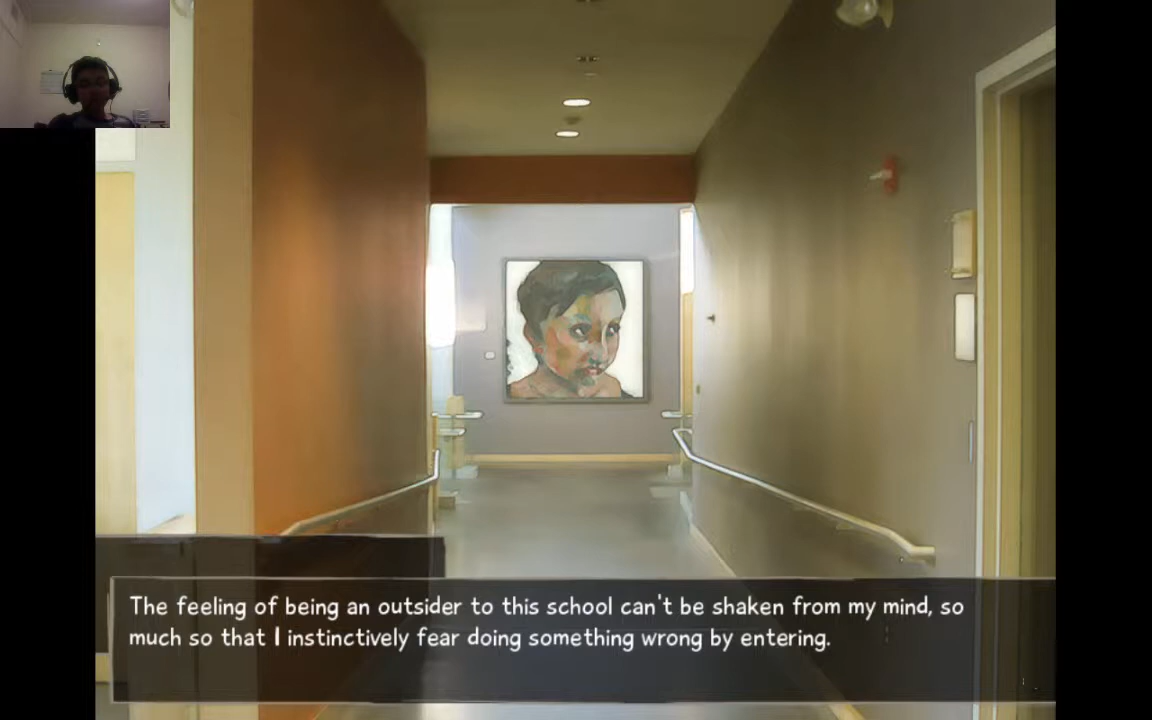 The feeling of being an outsider to this school can't be shaken from my mind, so
much so that I instinctively fear doing something wrong by entering.